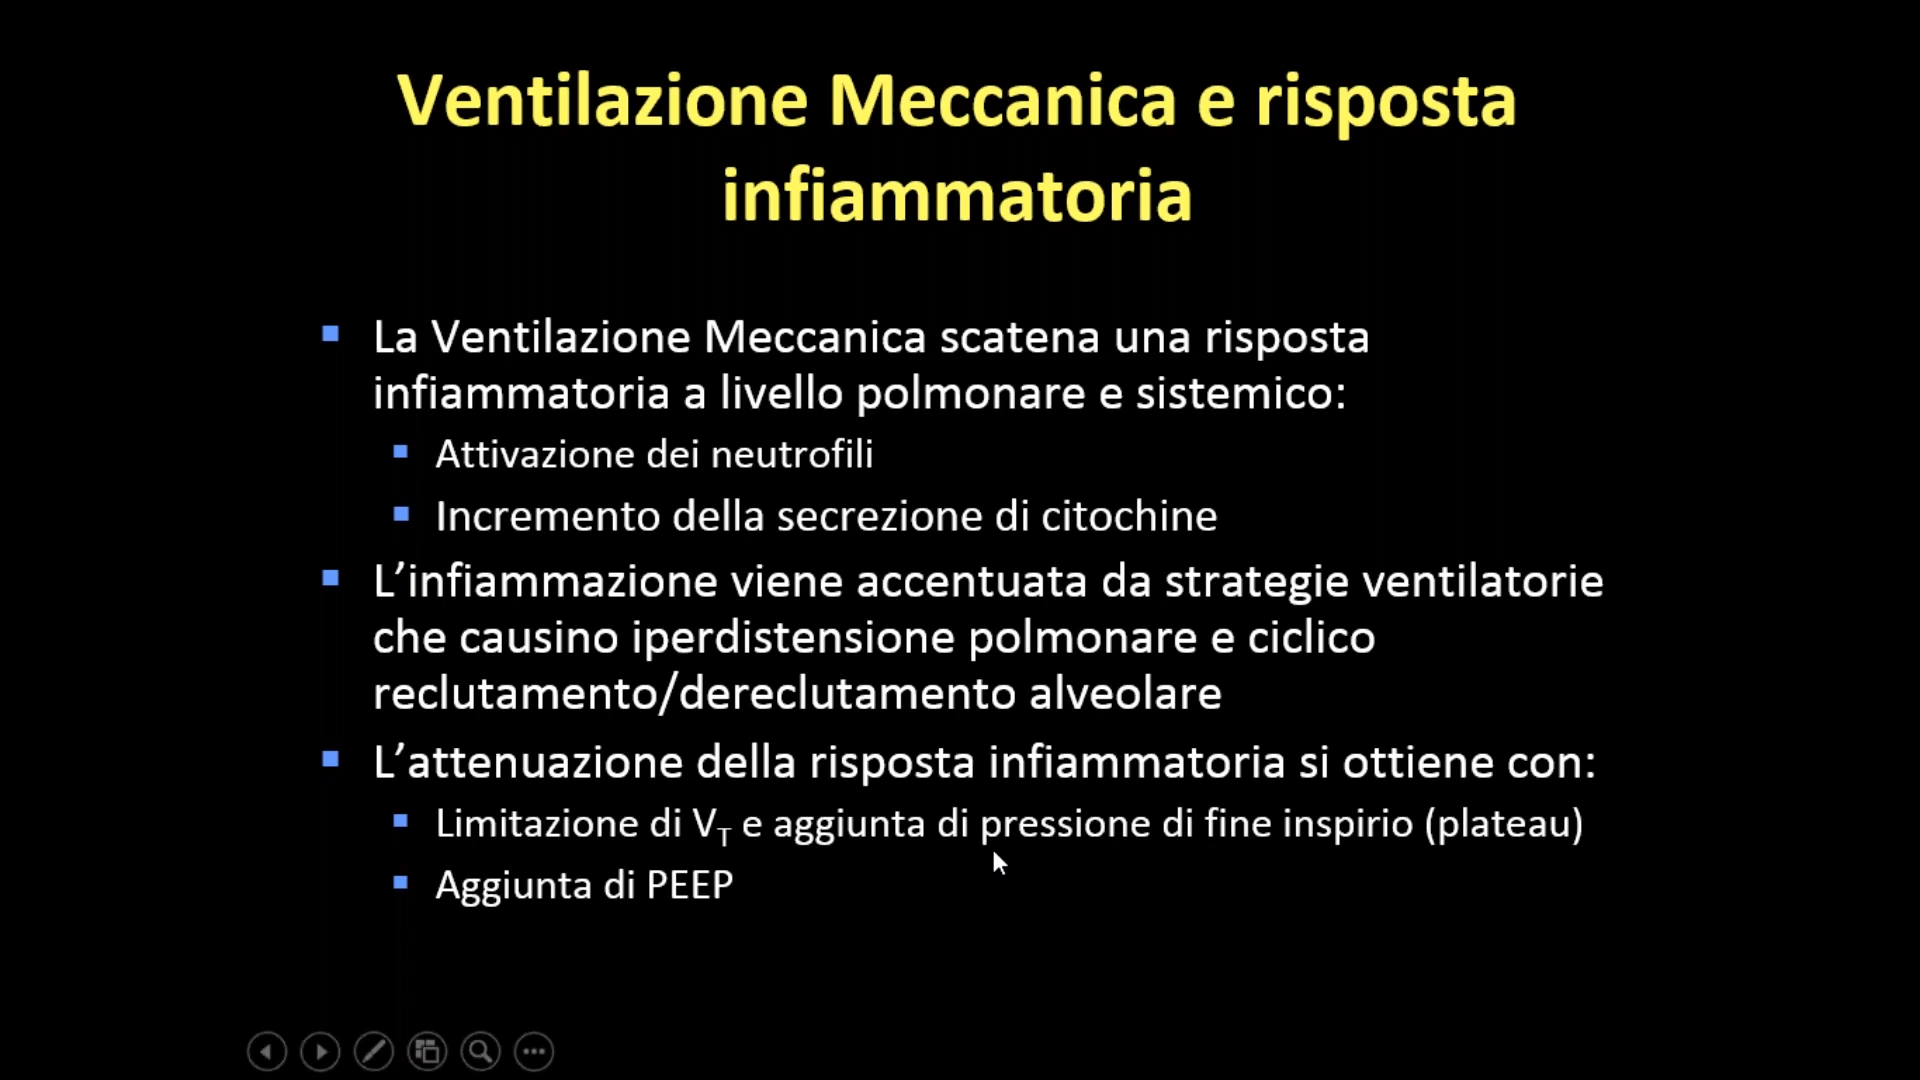 Ventilazione Meccanica e risposta
infiammatoria
La Ventilazione Meccanica scatena una risposta
infiammatoria a livello polmonare e sistemico:
Attivazione dei neutrofili
Incremento della secrezione di citochine
L’infiammazione viene accentuata da strategie ventilatorie
che causino iperdistensione polmonare e ciclico
reclutamento/dereclutamento alveolare
L’attenuazione della risposta infiammatoria si ottiene con:
Limitazione di VT e aggiunta di pressione di fine inspirio (plateau)
Aggiunta di PEEP